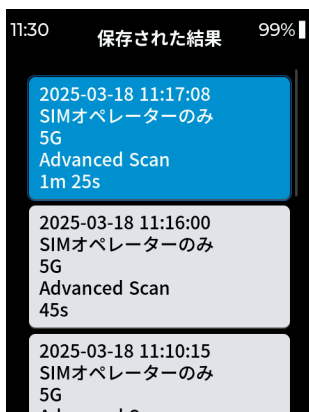 11:30
保存された結果
99%
2025-03-18 11:17:08
SIMオペレーターのみ
5G
Advanced Scan
1m 25s
2025-03-18 11:16:00
SIMオペレーターのみ
5G
Advanced Scan
45s
2025-03-18 11:10:15
SIMオペレーターのみ
5G